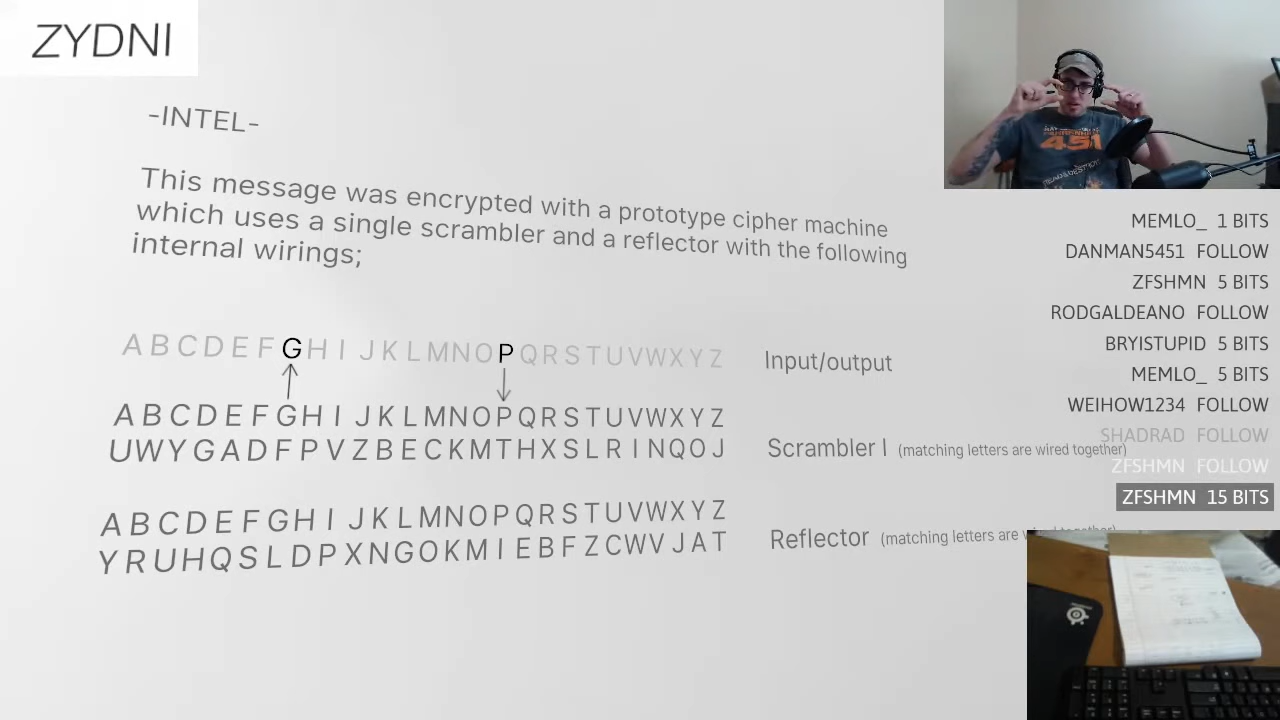 ZYDNI
-INTEL-
This message was encrypted with a prototype cipher machine
which uses a single scrambler and a reflector with the following
internal wirings;
A B C D E F G H I J K L M N O P Q R S T U V W X Y Z Input/output
A B C D E F G H I J K L M N O P Q R S T U V W X Y Z
U W Y G A D F P V Z B E C K M T H X S L R I N Q O J Scrambler I (matching letters are wired together)
A B C D E F G H I J K L M N O P Q R S T U V W X Y Z
Y R U H Q S L D P X N G O K M I E B F Z C W V J A T Reflector (matching letters are wired together)
MEMLO_ 1 BITS
DANMAN5451 FOLLOW
ZFSHMN 5 BITS
RODGALDEANO FOLLOW
BRYISTUPID 5 BITS
MEMLO_ 5 BITS
WEIHOW1234 FOLLOW
SHADRAD FOLLOW
ZFSHMN FOLLOW
ZFSHMN 15 BITS
451